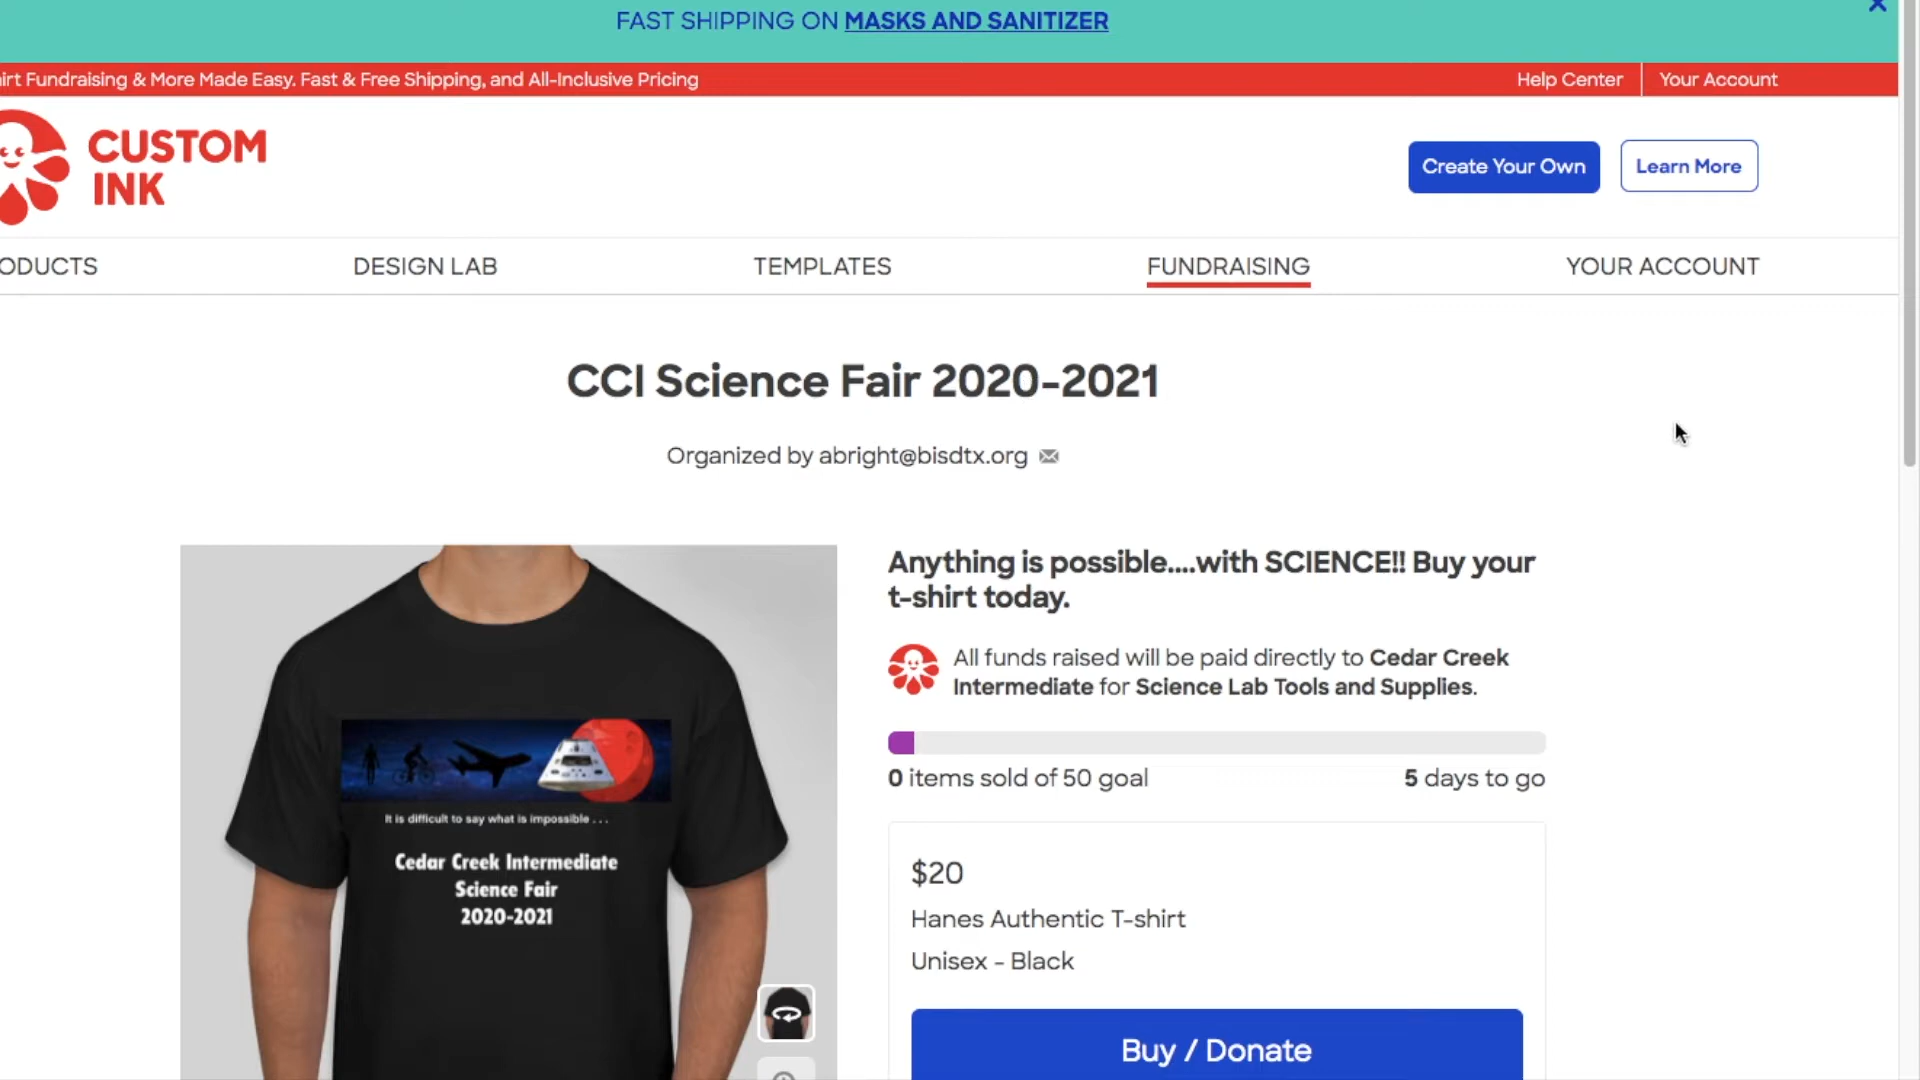 FAST SHIPPING ON MASKS AND SANITIZER
irt Fundraising & More Made Easy. Fast & Free Shipping, and All-Inclusive Pricing
Help Center
Your Account
CUSTOM
INK
Create Your Own
Learn More
ODUCTS
DESIGN LAB
TEMPLATES
FUNDRAISING
YOUR ACCOUNT
CCI Science Fair 2020-2021
Organized by abright@bisdtx.org
Anything is possible....with SCIENCE!! Buy your
t-shirt today.
All funds raised will be paid directly to Cedar Creek
Intermediate for Science Lab Tools and Supplies.
0 items sold of 50 goal
5 days to go
It is difficult to say what is impossible . . .
Cedar Creek Intermediate
Science Fair
2020-2021
$20
Hanes Authentic T-shirt
Unisex - Black
Buy / Donate